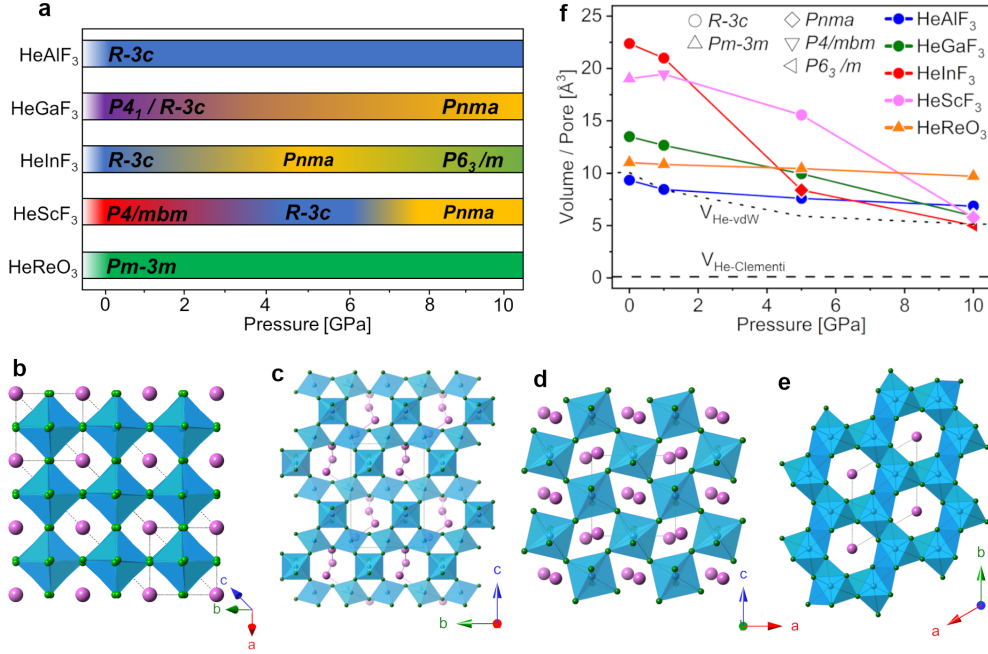 a
HeAlF3
R-3c
HeGaF3
P41 / R-3c
Pnma
HeInF3
R-3c
Pnma
P63/m
HeScF3
P4/mbm
R-3c
Pnma
HeReO3
Pm-3m
0 2 4 6 8 10
Pressure [GPa]
f
R-3c
Pnma
Pm-3m
P4/mbm
P63/m
HeAlF3
HeGaF3
HeInF3
HeScF3
HeReO3
Volume / Pore [Å3]
25
20
15
10
5
0
VHe-vdW
VHe-Clementi
0 2 4 6 8 10
Pressure [GPa]
b
c
b
a
c
c
b
d
c
b
a
e
b
a